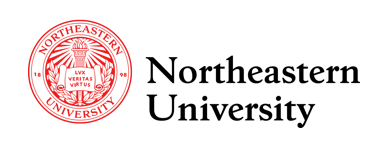 NORTHEASTERN
18 98
LVX
VERITAS
VIRTVS
UNIVERSITY
Northeastern
University